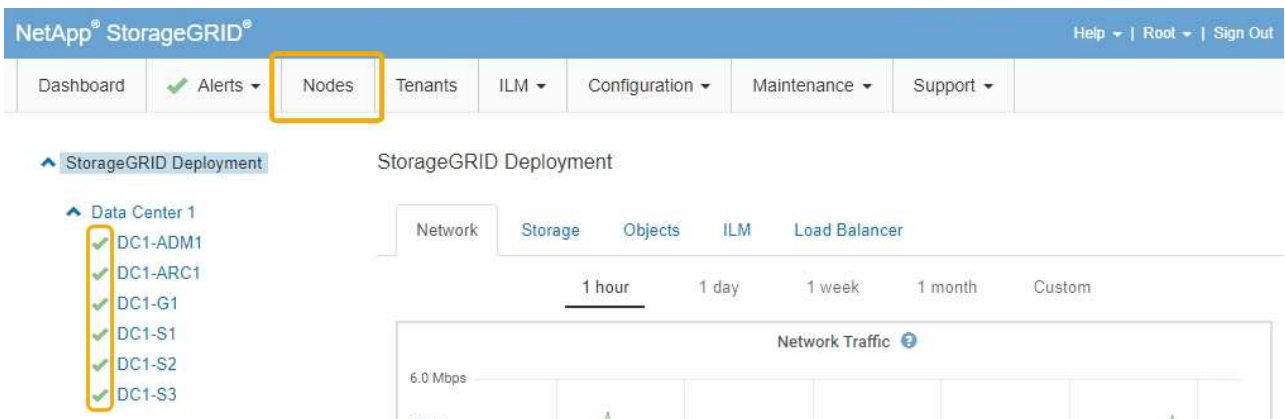 NetApp® StorageGRID®
Help | Root | Sign Out
Dashboard Alerts Nodes Tenants ILM Configuration Maintenance Support
StorageGRID Deployment
Data Center 1
DC1-ADM1
DC1-ARC1
DC1-G1
DC1-S1
DC1-S2
DC1-S3
StorageGRID Deployment
Network Storage Objects ILM Load Balancer
1 hour 1 day 1 week 1 month Custom
Network Traffic ?
6.0 Mbps